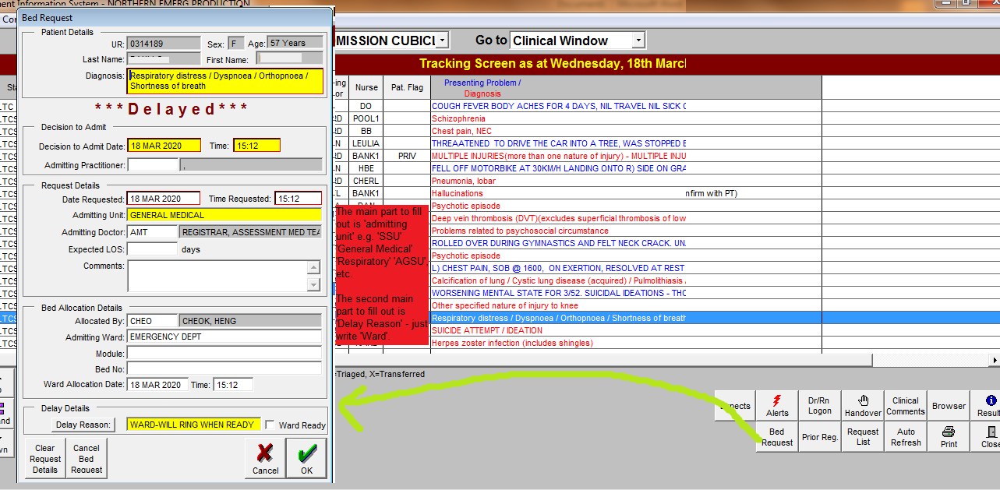 nt Information System - NORTHERN EMERG PRODUCTION
Bed Request
Patient Details
UR: 0314189 Sex: F Age: 57 Years
Last Name: First Name:
Diagnosis: Respiratory distress / Dyspnoea / Orthopnoea /
Shortness of breath
* * * D e l a y e d * * *
Decision to Admit
Decision to Admit Date: 18 MAR 2020 Time: 15:12
Admitting Practitioner: ,
Request Details
Date Requested: 18 MAR 2020 Time Requested: 15:12
Admitting Unit: GENERAL MEDICAL
Admitting Doctor: AMT REGISTRAR, ASSESSMENT MED TEA
Expected LOS: days
Comments:
Bed Allocation Details
Allocated By: CHEO CHEOK, HENG
Admitting Ward: EMERGENCY DEPT
Module:
Bed No:
Ward Allocation Date: 18 MAR 2020 Time: 15:12
Delay Details
Delay Reason: WARD-WILL RING WHEN READY Ward Ready
Clear
Request
Details
Cancel
Bed
Request
Cancel
OK
MISSION CUBICL
Go to Clinical Window
Tracking Screen as at Wednesday, 18th Marc
Nurse Pat. Flag Presenting Problem /
Diagnosis
DO COUGH FEVER BODY ACHES FOR 4 DAYS, NIL TRAVEL NIL SICK C
POOL1 Schizophrenia
BB Chest pain, NEC
LEULIA THREAATENED TO DRIVE THE CAR INTO A TREE, WAS STOPPED E
BANK1 PRIV MULTIPLE INJURIES(more than one nature of injury) - MULTIPLE INJU
HBE FELL OFF MOTORBIKE AT 30KM/H LANDING ONTO R) SIDE ON GRA
CHERL Pneumonia, lobar
BANK1 Hallucinations nfirm with PT)
Psychotic episode
Deep vein thrombosis (DVT)(excludes superficial thrombosis of low
Problems related to psychosocial circumstance
ROLLED OVER DURING GYMNASTICS AND FELT NECK CRACK. UN
Psychotic episode
L) CHEST PAIN, SOB @ 1600, ON EXERTION, RESOLVED AT REST
Calcification of lung / Cystic lung disease (acquired) / Pulmolithiasis
WORSENING MENTAL STATE FOR 3/52. SUICIDAL IDEATIONS - THO
Other specified nature of injury to knee
Respiratory distress / Dyspnoea / Orthopnoea / Shortness of breath
SUICIDE ATTEMPT / IDEATION
Herpes zoster infection (includes shingles)
The main part to fill
out is 'admitting
unit' e.g. 'SSU'
'General Medical'
'Respiratory' 'AGSU',
etc.
The second main
part to fill out is
'Delay Reason' - just
write 'Ward'.
=Triaged, X=Transferred
Alerts
Dr/Rn
Logon
Handover
Clinical
Comments
Browser
Result
Bed
Request
Prior Reg.
Request
List
Auto
Refresh
Print
Close